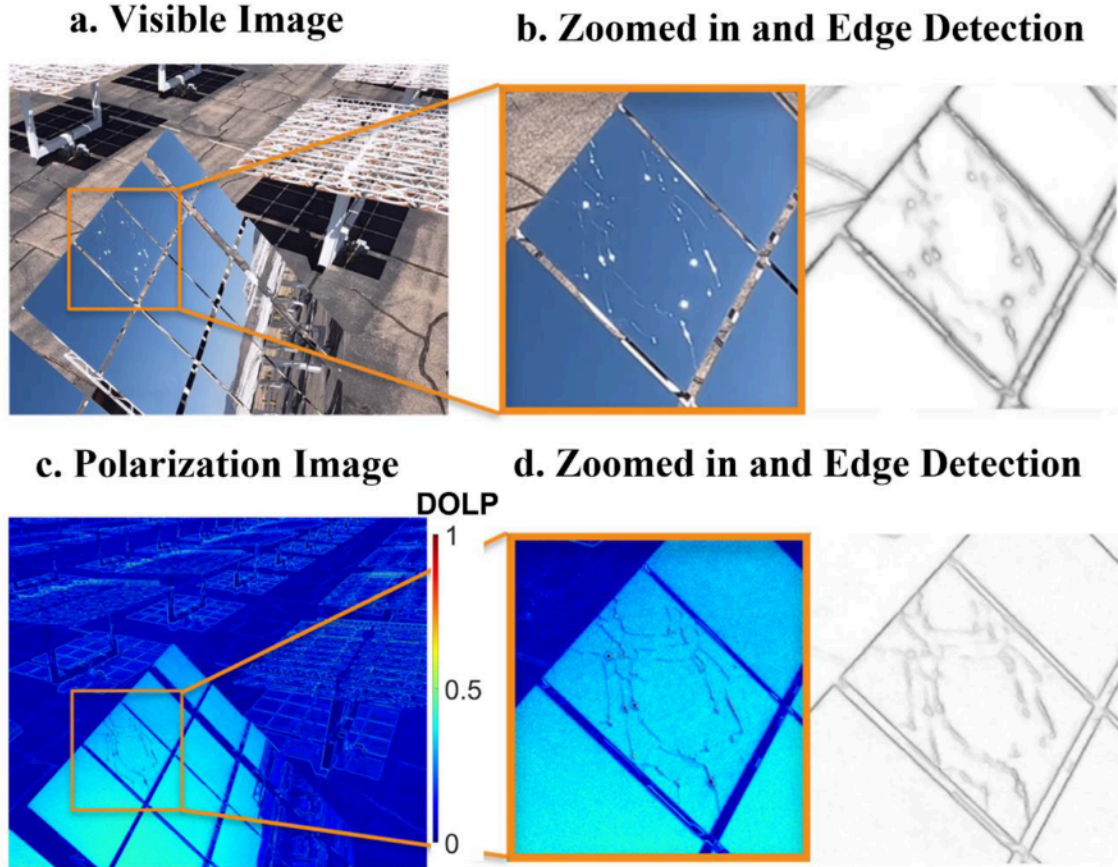 a. Visible Image
b. Zoomed in and Edge Detection
c. Polarization Image
d. Zoomed in and Edge Detection
DOLP
1
0.5
0